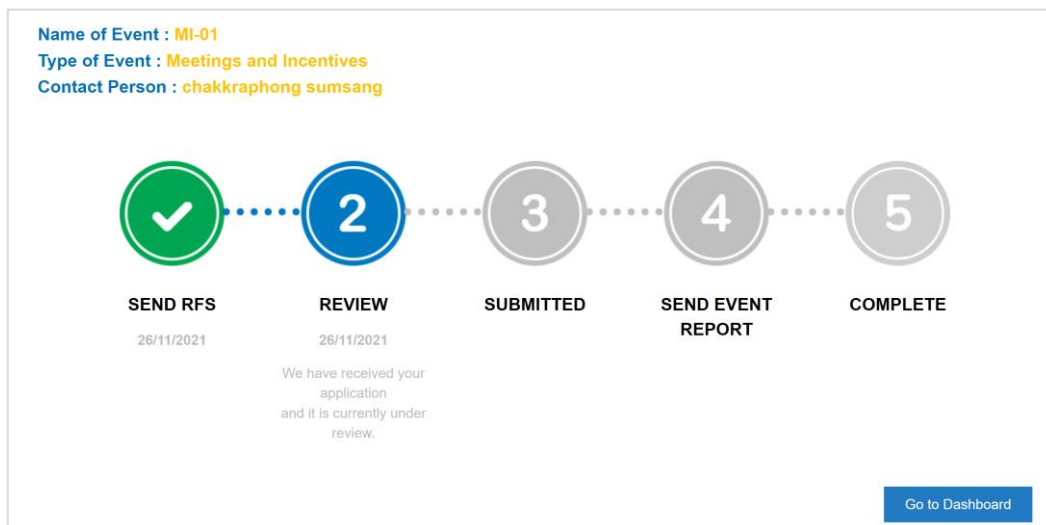 Name of Event : MI-01
Type of Event : Meetings and Incentives
Contact Person : chakkraphong sumsang
2
3
4
5
SEND RFS
REVIEW
SUBMITTED
SEND EVENT
REPORT
COMPLETE
26/11/2021
26/11/2021
We have received your
application
and it is currently under
review.
Go to Dashboard